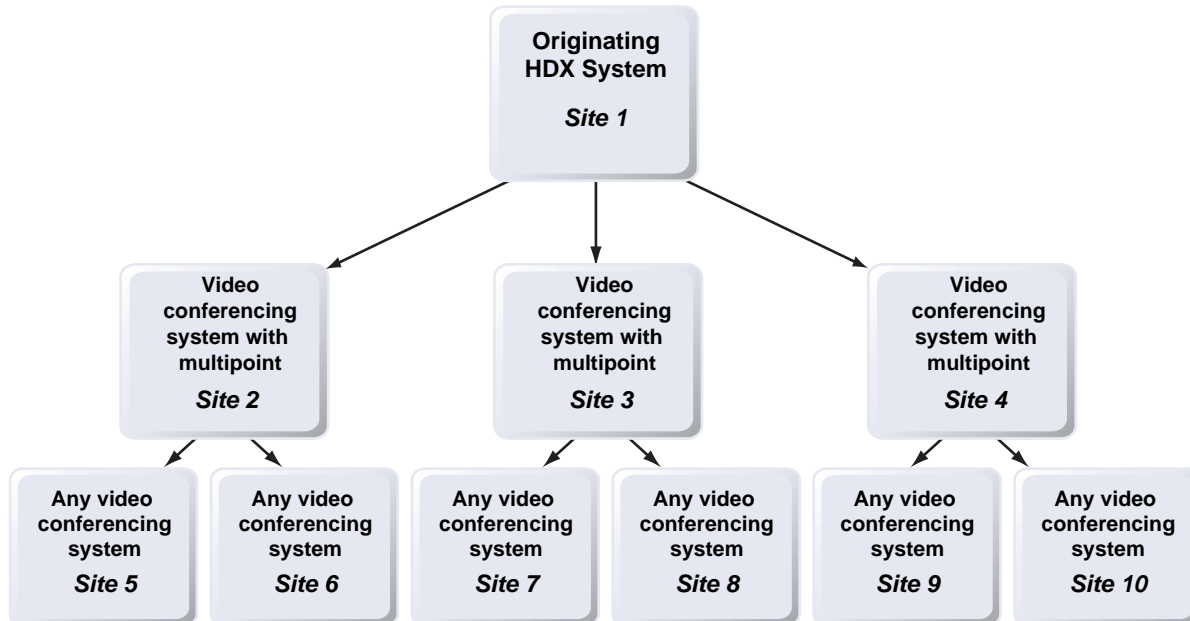 Originating
HDX System
Site 1
Video
conferencing
system with
multipoint
Site 2
Video
conferencing
system with
multipoint
Site 3
Video
conferencing
system with
multipoint
Site 4
Any video
conferencing
system
Site 5
Any video
conferencing
system
Site 6
Any video
conferencing
system
Site 7
Any video
conferencing
system
Site 8
Any video
conferencing
system
Site 9
Any video
conferencing
system
Site 10